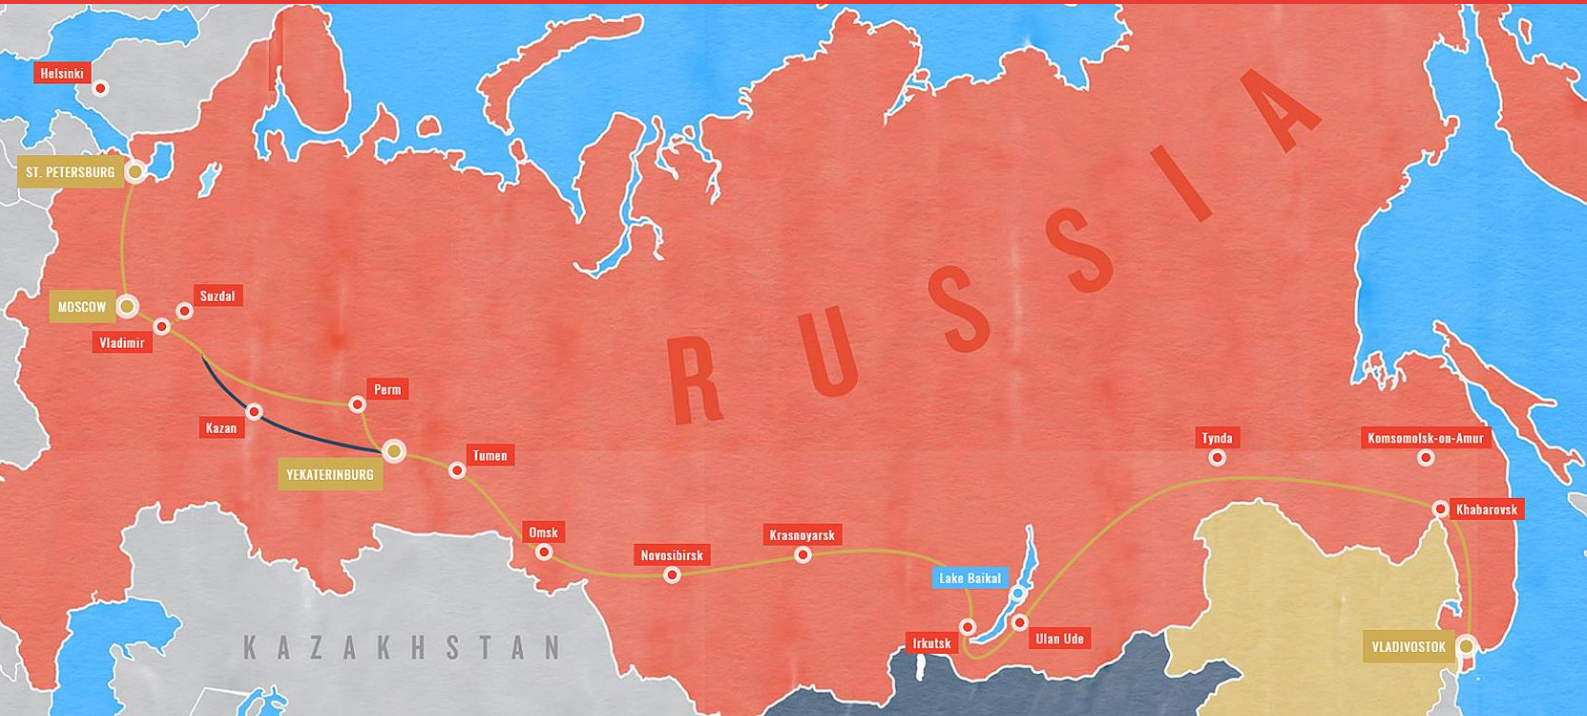 Helsinki
ST. PETERSBURG
RUSSIA
Suzdal
MOSCOW
Vladimir
Perm
Kazan
YEKATERINBURG
Tumen
Tynda
Komsomolsk-on-Amur
Khabarovsk
Omsk
Novosibirsk
Krasnoyarsk
Lake Baikal
Irkutsk
Ulan Ude
KAZAKHSTAN
VLADIVOSTOK